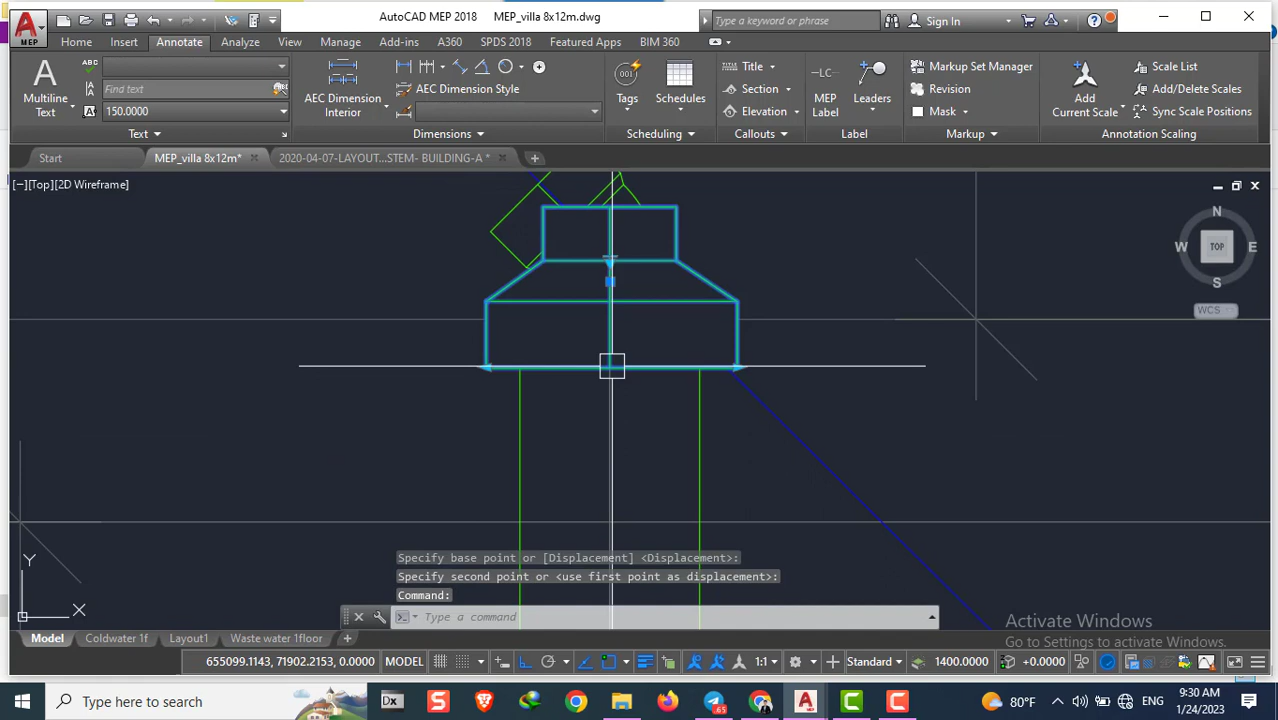 AutoCAD MEP 2018 MEP_villa 8x12m.dwg
Type a keyword or phrase
Sign In
MEP
Home Insert Annotate Analyze View Manage Add-ins A360 SPDS 2018 Featured Apps BIM 360
Multiline Text
ABC
Find text
150.0000
Text
AEC Dimension Interior
AEC Dimension Style
Dimensions
001
Tags
Schedules
Scheduling
Title
Section
Elevation
Callouts
-LC-
MEP Label
Leaders
Label
Markup Set Manager
Revision
Mask
Markup
Add Current Scale
Scale List
Add/Delete Scales
Sync Scale Positions
Annotation Scaling
Start MEP_villa 8x12m* 2020-04-07-LAYOUT...STEM- BUILDING-A *
[−][Top][2D Wireframe]
N
W TOP E
S
WCS
Y
X
Specify base point or [Displacement] <Displacement>:
Specify second point or <use first point as displacement>:
Command:
Type a command
Activate Windows
Go to Settings to activate Windows.
Model Coldwater 1f Layout1 Waste water 1floor
655099.1143, 71902.2153, 0.0000 MODEL 1:1 Standard 1400.0000 +0.0000
Type here to search
Dx
S
65
80°F
ENG
9:30 AM
1/24/2023